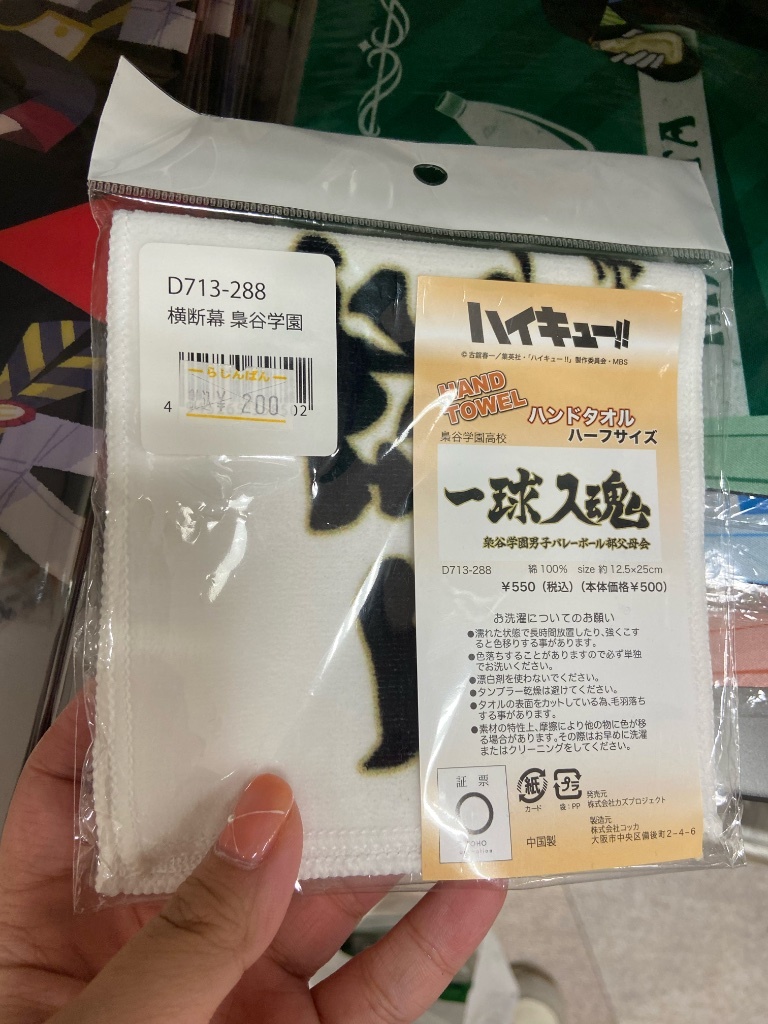 D713-288
横断幕 梟谷学園
らしんばん
4
200
02
ハイキュー!!
©古舘春一／集英社・「ハイキュー!!」製作委員会・MBS
HAND
TOWEL
ハンドタオル
ハーフサイズ
梟谷学園高校
一球入魂
梟谷学園男子バレーボール部父母会
D713-288 綿100% size 約12.5×25cm
￥550（税込）（本体価格￥500）
お洗濯についてのお願い
●濡れた状態で長時間放置したり、強くこす
ると色移りする事があります。
●色落ちすることがありますので必ず単独
でお洗いください。
●漂白剤を使わないでください。
●タンブラー乾燥は避けてください。
●タオルの表面をカットしている為、毛羽落ち
する事があります。
●素材の特性上、摩擦により他の物に色が移
る場合があります。その際はお早めに洗濯
またはクリーニングをしてください。
証票
TOHO
紙
カード
プラ
袋：PP
発売元
株式会社カズプロジェクト
中国製
製造元
株式会社コッカ
大阪市中央区備後町2-4-6